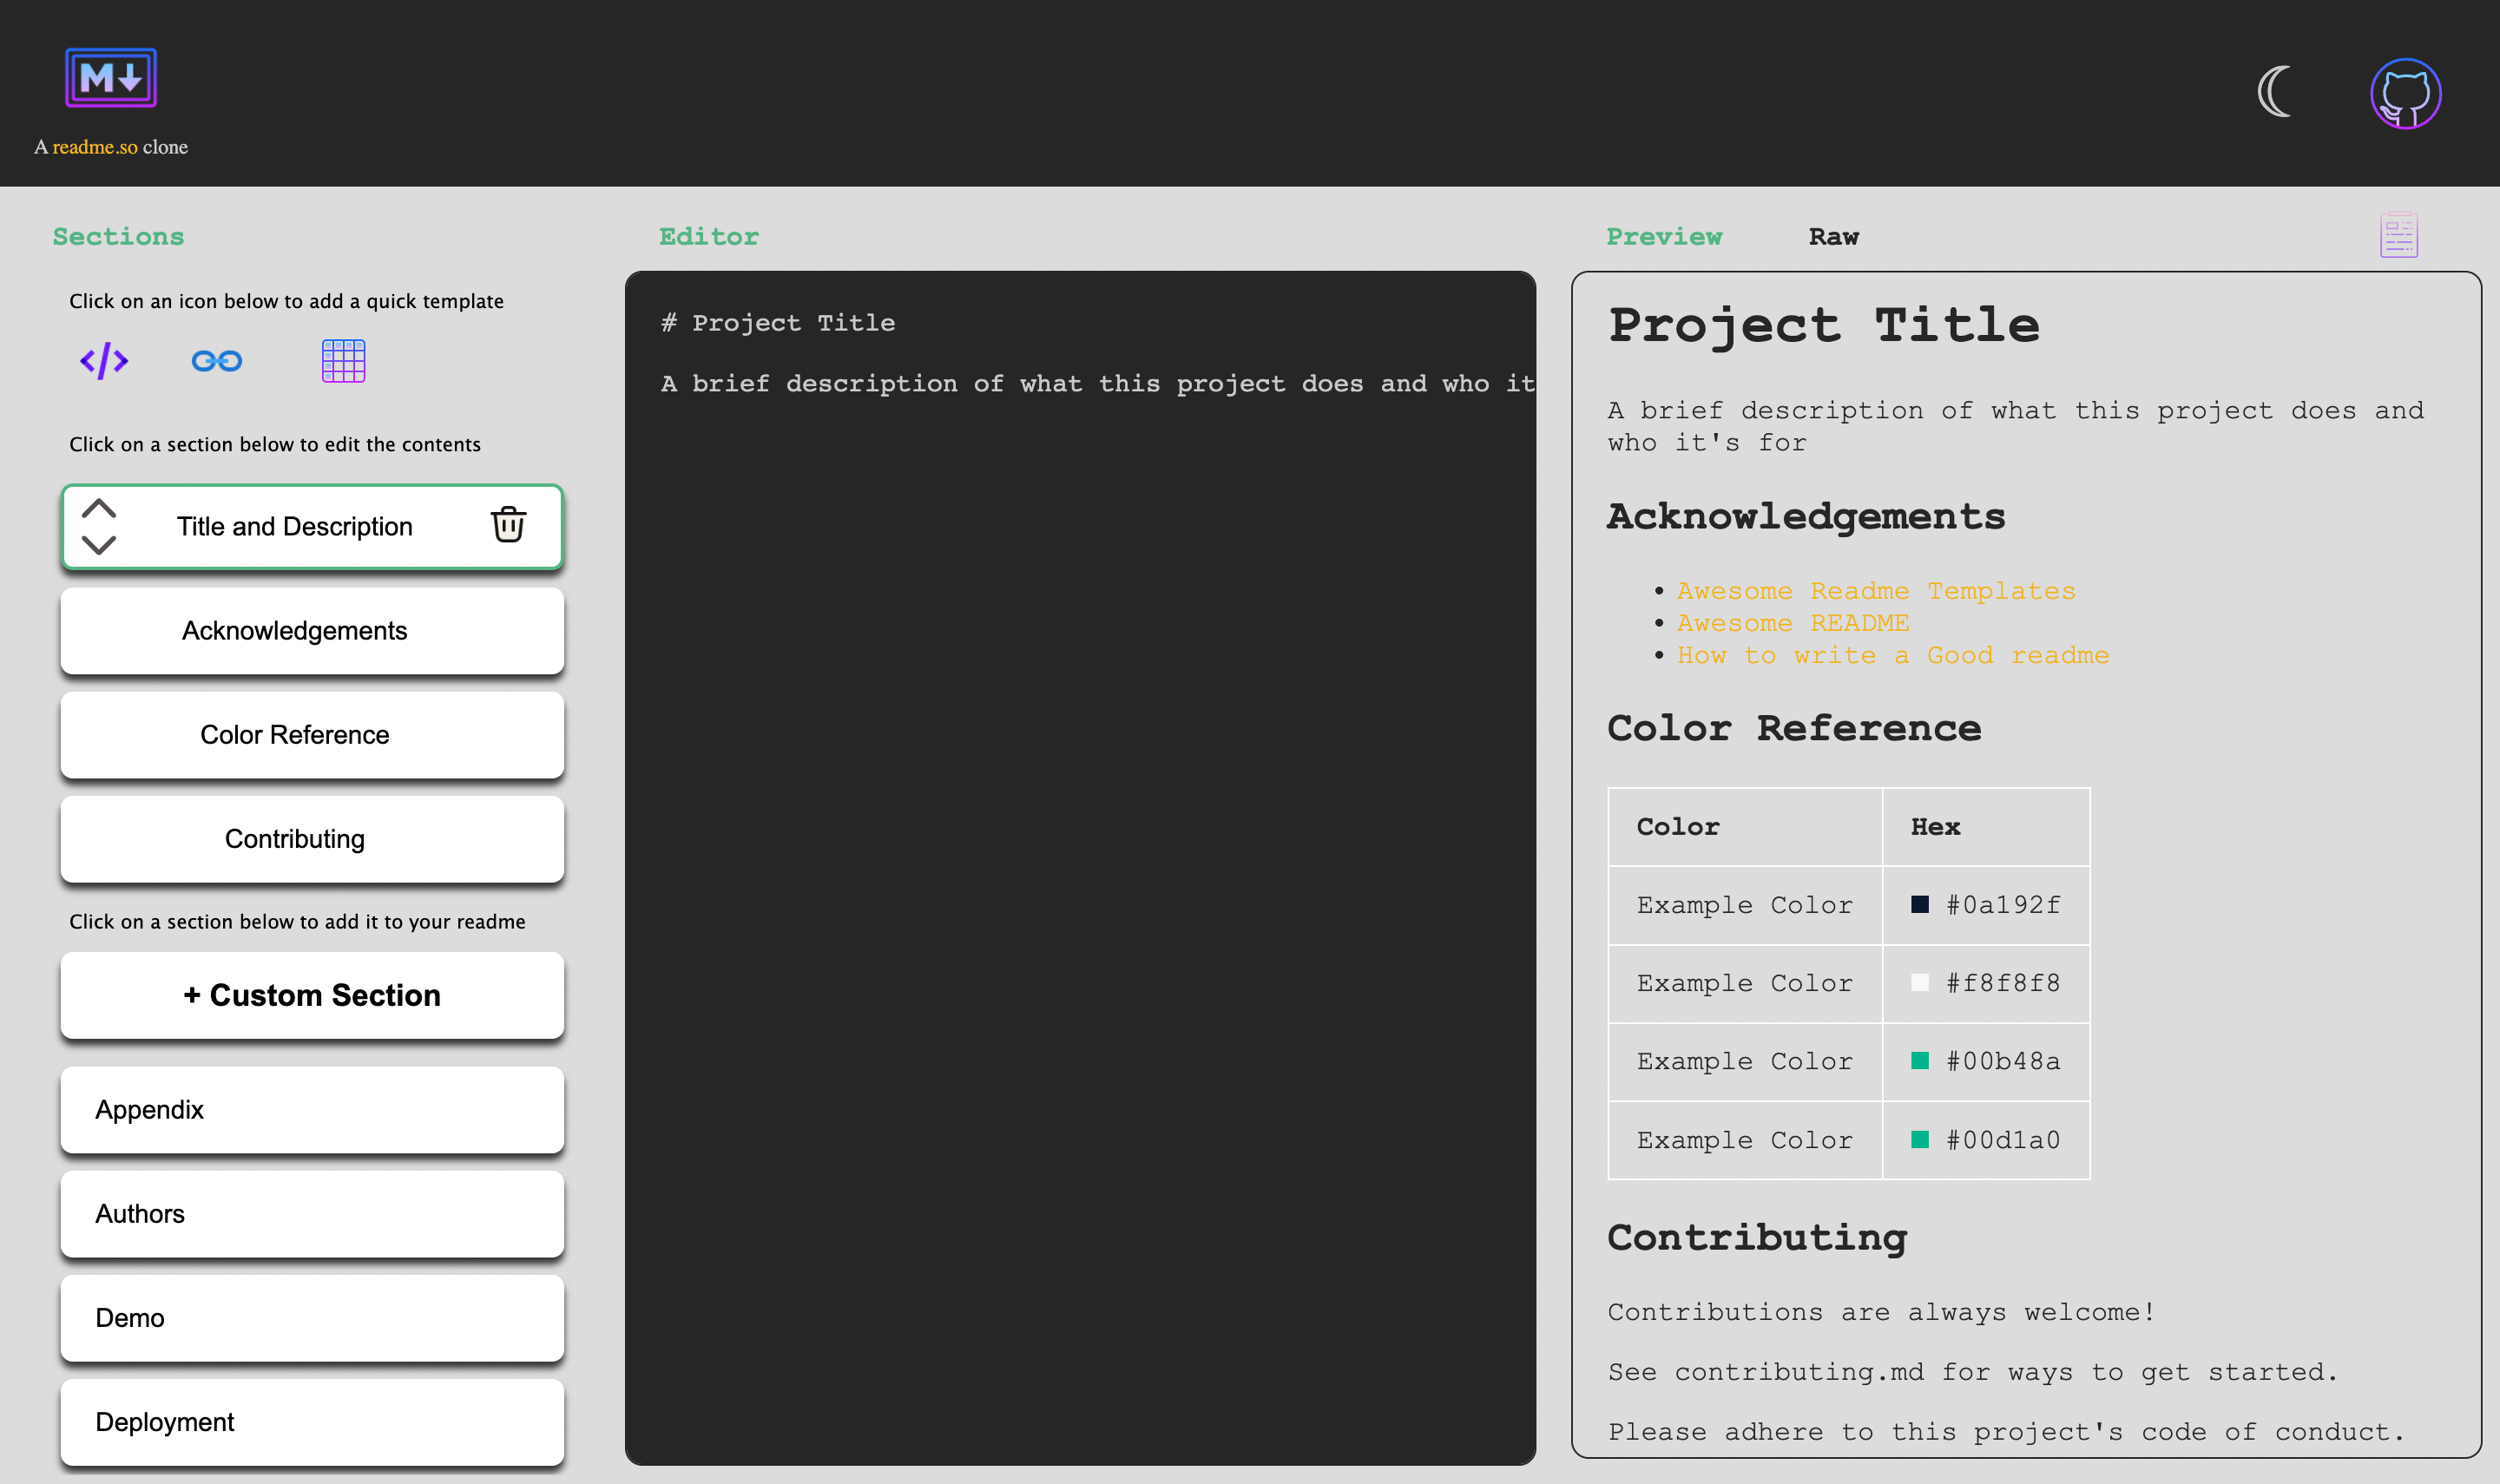 M
A readme.so clone
Sections
Click on an icon below to add a quick template
</>
Click on a section below to edit the contents
Title and Description
Acknowledgements
Color Reference
Contributing
Click on a section below to add it to your readme
+ Custom Section
Appendix
Authors
Demo
Deployment
Editor
# Project Title
A brief description of what this project does and who it
Preview
Raw
Project Title
A brief description of what this project does and
who it's for
Acknowledgements
• Awesome Readme Templates
• Awesome README
• How to write a Good readme
Color Reference
Color Hex
Example Color #0a192f
Example Color #f8f8f8
Example Color #00b48a
Example Color #00d1a0
Contributing
Contributions are always welcome!
See contributing.md for ways to get started.
Please adhere to this project's code of conduct.